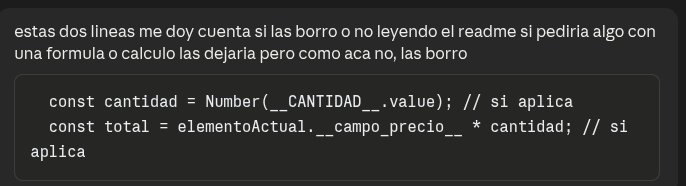 estas dos lineas me doy cuenta si las borro o no leyendo el readme si pediria algo con
una formula o calculo las dejaria pero como aca no, las borro
const cantidad = Number(__CANTIDAD__.value); // si aplica
const total = elementoActual.__campo_precio__ * cantidad; // si
aplica